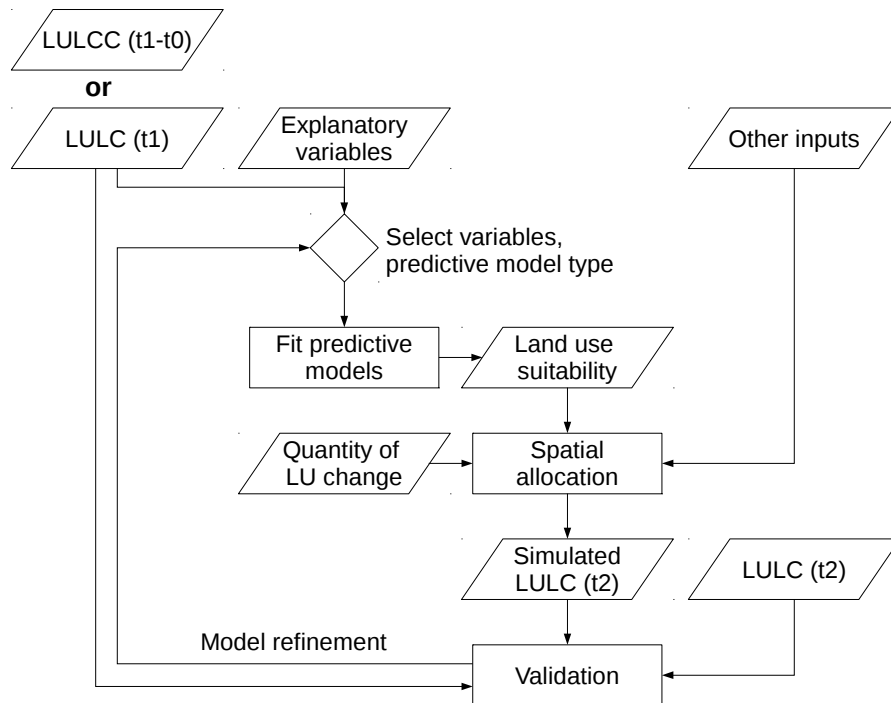 LULCC (t1-t0)
or
LULC (t1)
Explanatory
variables
Other inputs
Select variables,
predictive model type
Fit predictive
models
Land use
suitability
Quantity of
LU change
Spatial
allocation
Simulated
LULC (t2)
LULC (t2)
Model refinement
Validation